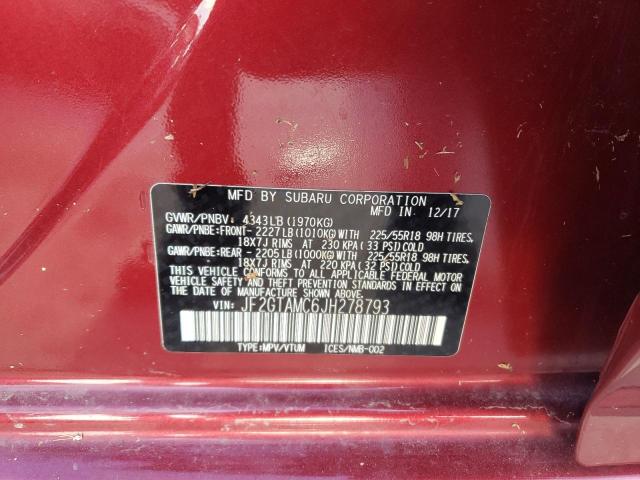 MFD BY SUBARU CORPORATION
GVWR/PNBV 4343LB (1970KG) 12/17
GAWR/PNBE:FRONT-2227LB(1010KG)WITH 225/55R18 98H TIRES,
18X7J RIMS AT 230 KPA (33 PSI)COLD
GAWR/PNBE:REAR -2205LB(1000KG)WITH 225/55R18 98H TIRES,
18X7J RIMS AT 220 KPA (32 PSI)COLD
THIS VEHICLE CONFORMS TO ALL APPLICABLE FEDERAL MOTOR
VEHICLE SAFETY AND THEFT PREVENTION STANDARDS IN
EFFECT ON THE DATE OF MANUFACTURE SHOWN ABOVE.
VIN: JF2GTAMC6JH278793
TYPE:MPV/VTUM ICES/NMB-002